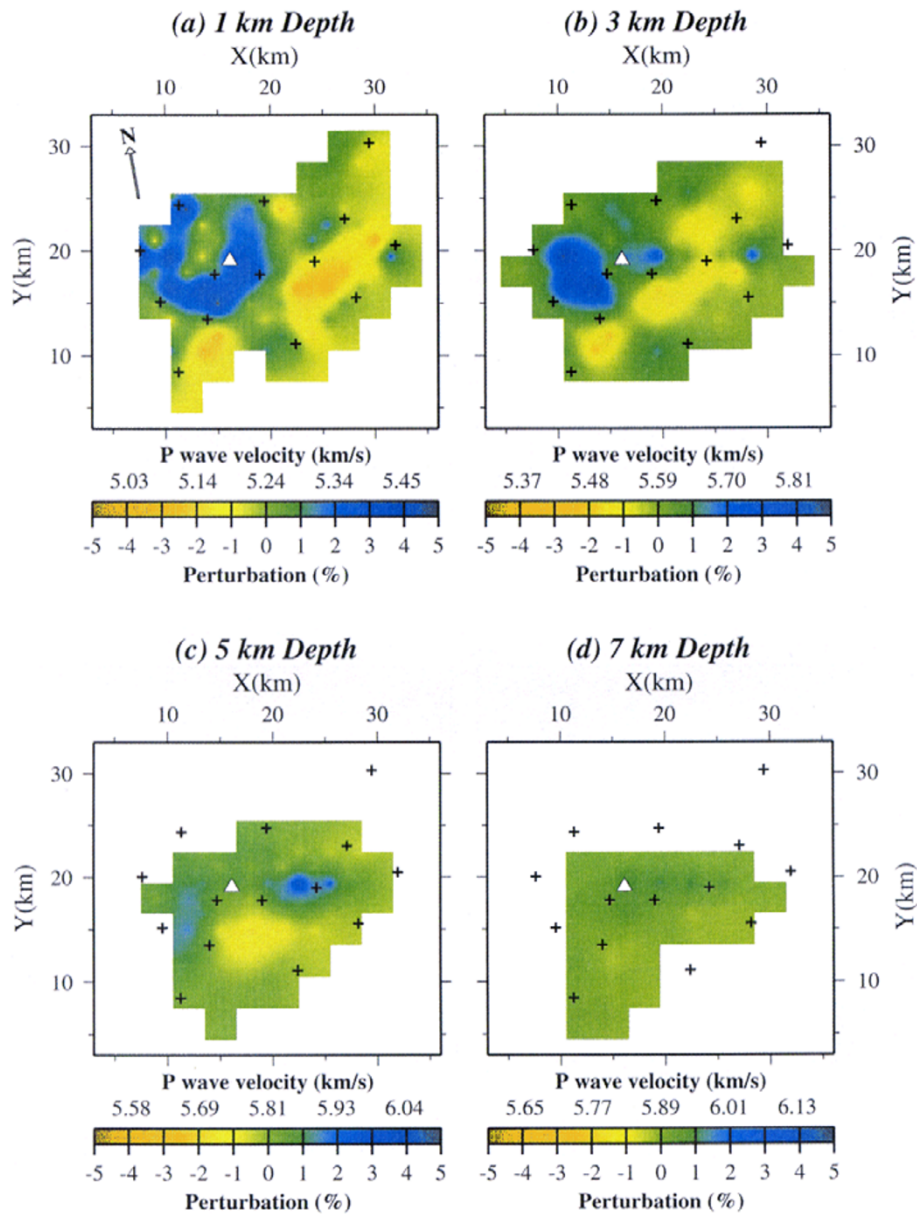 (a) 1 km Depth (b) 3 km Depth
X(km) X(km)
10 20 30 10 20 30
N
30 30
20 20
10 10
Y(km) Y(km)
P wave velocity (km/s) P wave velocity (km/s)
5.03 5.14 5.24 5.34 5.45 5.37 5.48 5.59 5.70 5.81
-5 -4 -3 -2 -1 0 1 2 3 4 5 -5 -4 -3 -2 -1 0 1 2 3 4 5
Perturbation (%) Perturbation (%)
(c) 5 km Depth (d) 7 km Depth
X(km) X(km)
10 20 30 10 20 30
30 30
20 20
10 10
Y(km) Y(km)
P wave velocity (km/s) P wave velocity (km/s)
5.58 5.69 5.81 5.93 6.04 5.65 5.77 5.89 6.01 6.13
-5 -4 -3 -2 -1 0 1 2 3 4 5 -5 -4 -3 -2 -1 0 1 2 3 4 5
Perturbation (%) Perturbation (%)